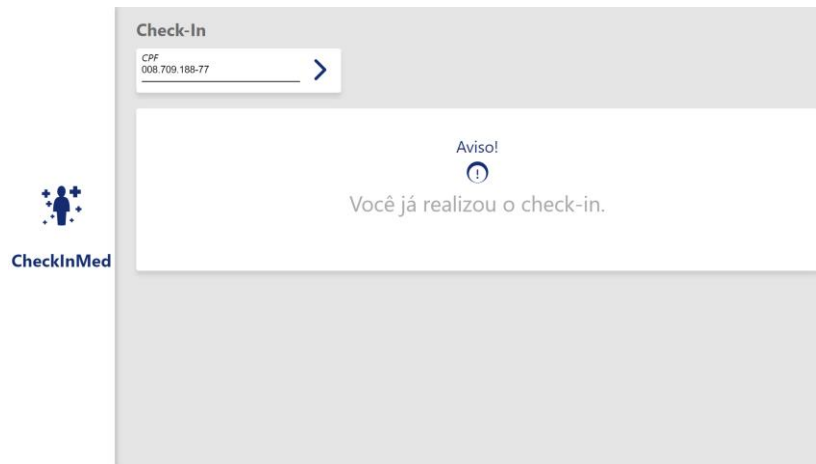 Check-In
CPF
008.709.188-77
Aviso!
Você já realizou o check-in.
CheckInMed